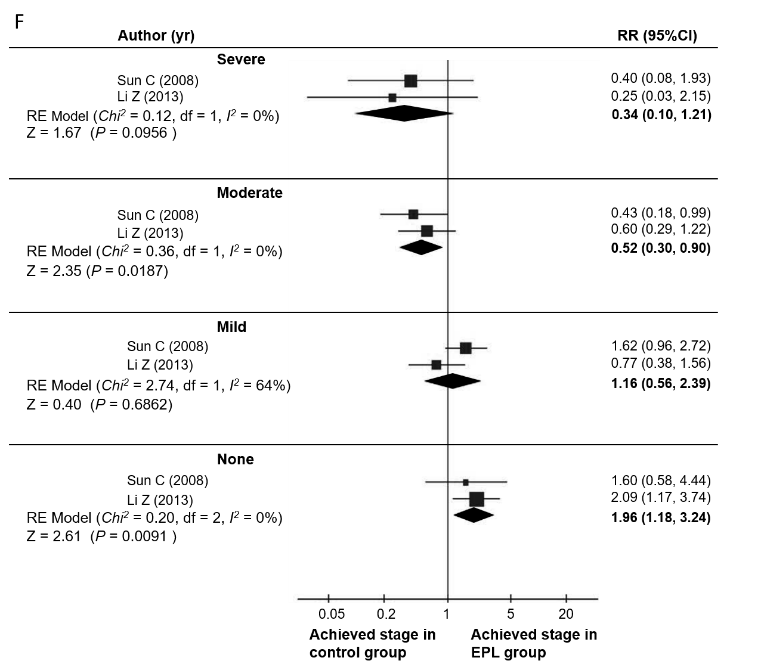 F
Author (yr) RR (95%CI)
Severe
Sun C (2008) 0.40 (0.08, 1.93)
Li Z (2013) 0.25 (0.03, 2.15)
RE Model (Chi² = 0.12, df = 1, I² = 0%) 0.34 (0.10, 1.21)
Z = 1.67 (P = 0.0956 )
Moderate
Sun C (2008) 0.43 (0.18, 0.99)
Li Z (2013) 0.60 (0.29, 1.22)
RE Model (Chi² = 0.36, df = 1, I² = 0%) 0.52 (0.30, 0.90)
Z = 2.35 (P = 0.0187)
Mild
Sun C (2008) 1.62 (0.96, 2.72)
Li Z (2013) 0.77 (0.38, 1.56)
RE Model (Chi² = 2.74, df = 1, I² = 64%) 1.16 (0.56, 2.39)
Z = 0.40 (P = 0.6862)
None
Sun C (2008) 1.60 (0.58, 4.44)
Li Z (2013) 2.09 (1.17, 3.74)
RE Model (Chi² = 0.20, df = 2, I² = 0%) 1.96 (1.18, 3.24)
Z = 2.61 (P = 0.0091 )
0.05 0.2 1 5 20
Achieved stage in Achieved stage in
control group EPL group